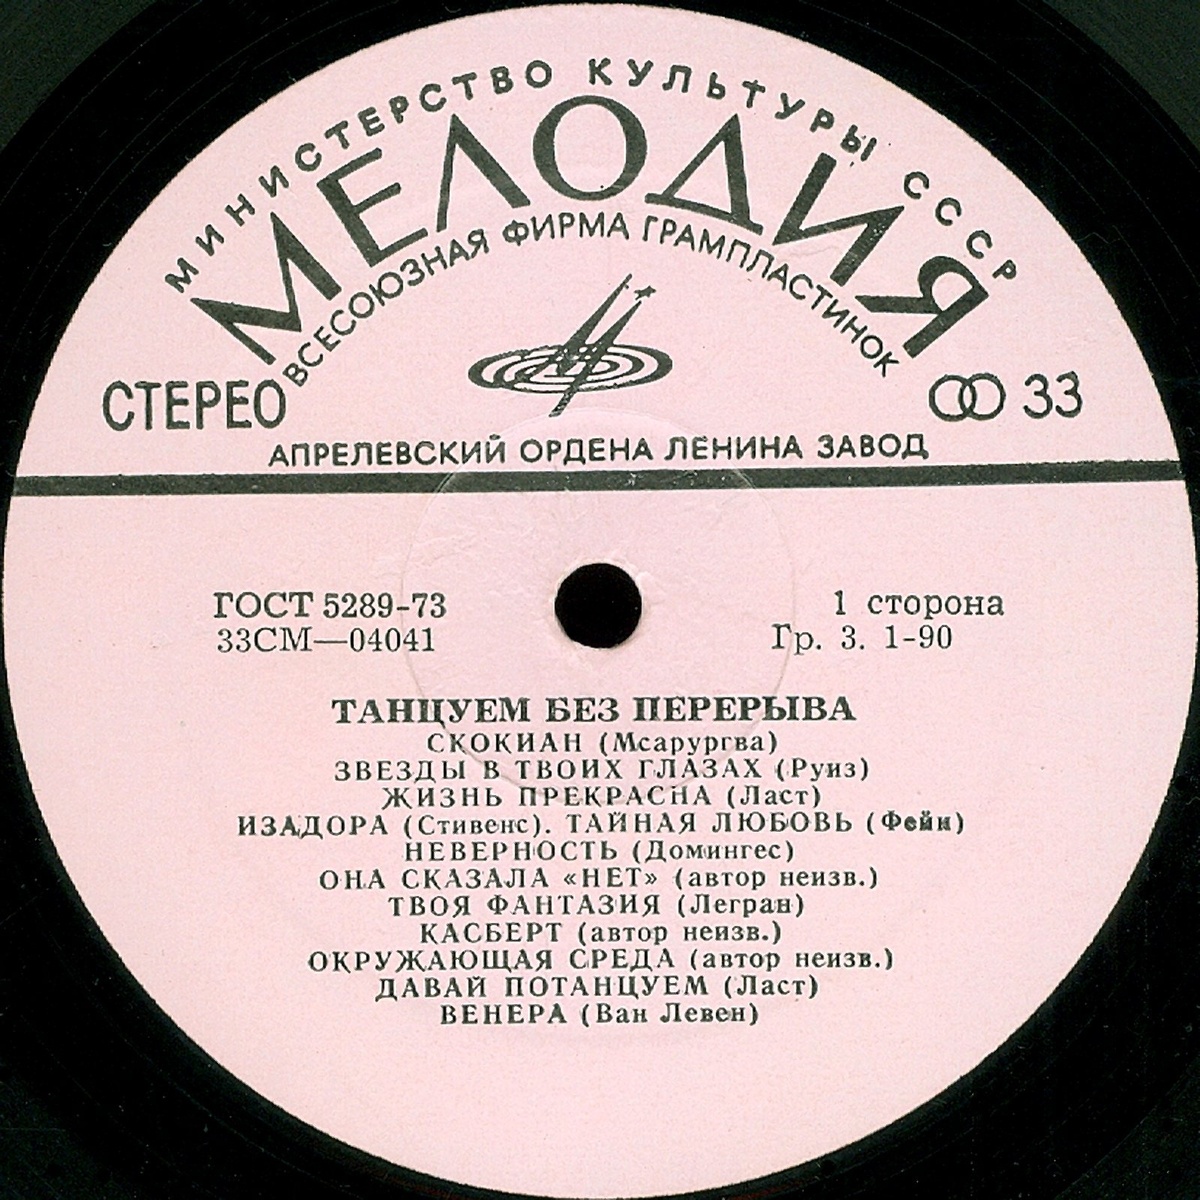 МИНИСТЕРСТВО КУЛЬТУРЫ СССР
МЕЛОДИЯ
ВСЕСОЮЗНАЯ ФИРМА ГРАМПЛАСТИНОК
СТЕРЕО
33
АПРЕЛЕВСКИЙ ОРДЕНА ЛЕНИНА ЗАВОД
ГОСТ 5289-73
33СМ—04041
1 сторона
Гр. 3. 1-90
ТАНЦУЕМ БЕЗ ПЕРЕРЫВА
СКОКИАН (Мсарургва)
ЗВЕЗДЫ В ТВОИХ ГЛАЗАХ (Руиз)
ЖИЗНЬ ПРЕКРАСНА (Ласт)
ИЗАДОРА (Стивенс). ТАЙНАЯ ЛЮБОВЬ (Фейн)
НЕВЕРНОСТЬ (Домингес)
ОНА СКАЗАЛА «НЕТ» (автор неизв.)
ТВОЯ ФАНТАЗИЯ (Легран)
КАСБЕРТ (автор неизв.)
ОКРУЖАЮЩАЯ СРЕДА (автор неизв.)
ДАВАЙ ПОТАНЦУЕМ (Ласт)
ВЕНЕРА (Ван Левен)